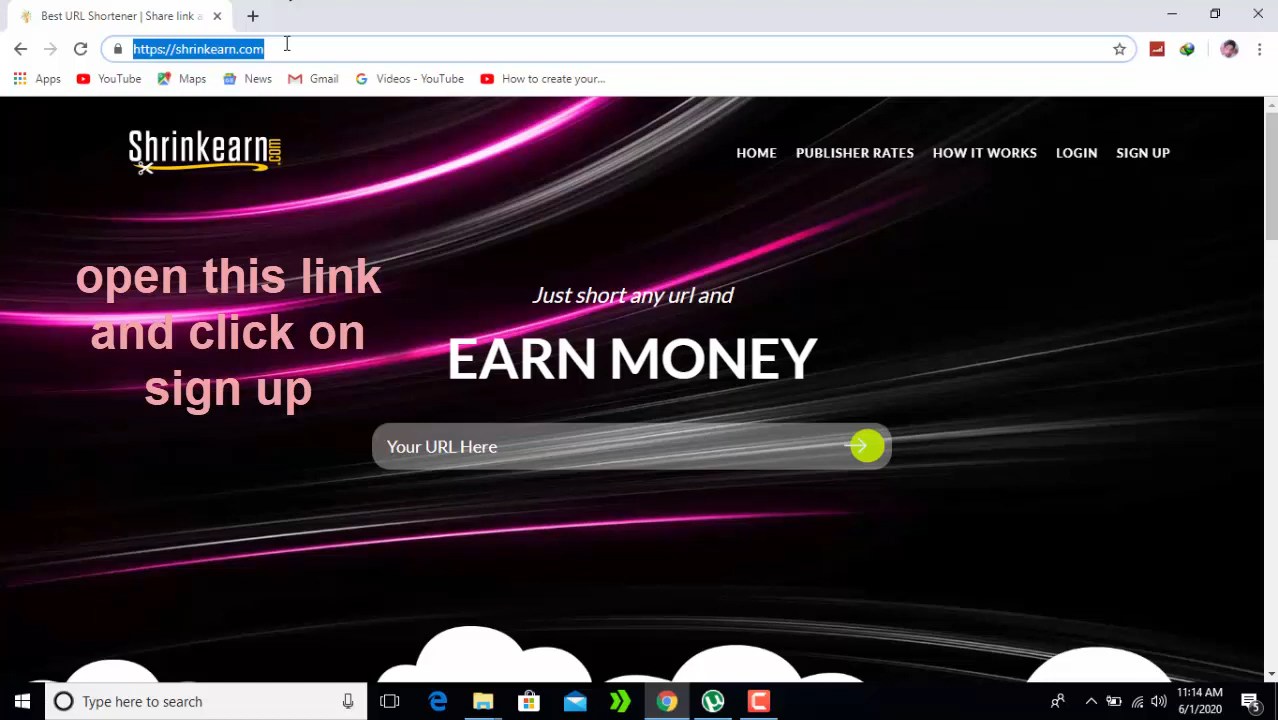 Best URL Shortener | Share link a
https://shrinkearn.com
Apps YouTube Maps News Gmail Videos - YouTube How to create your...
Shrinkearn.com
HOME PUBLISHER RATES HOW IT WORKS LOGIN SIGN UP
open this link
and click on
sign up
Just short any url and
EARN MONEY
Your URL Here
Type here to search
11:14 AM
6/1/2020
5